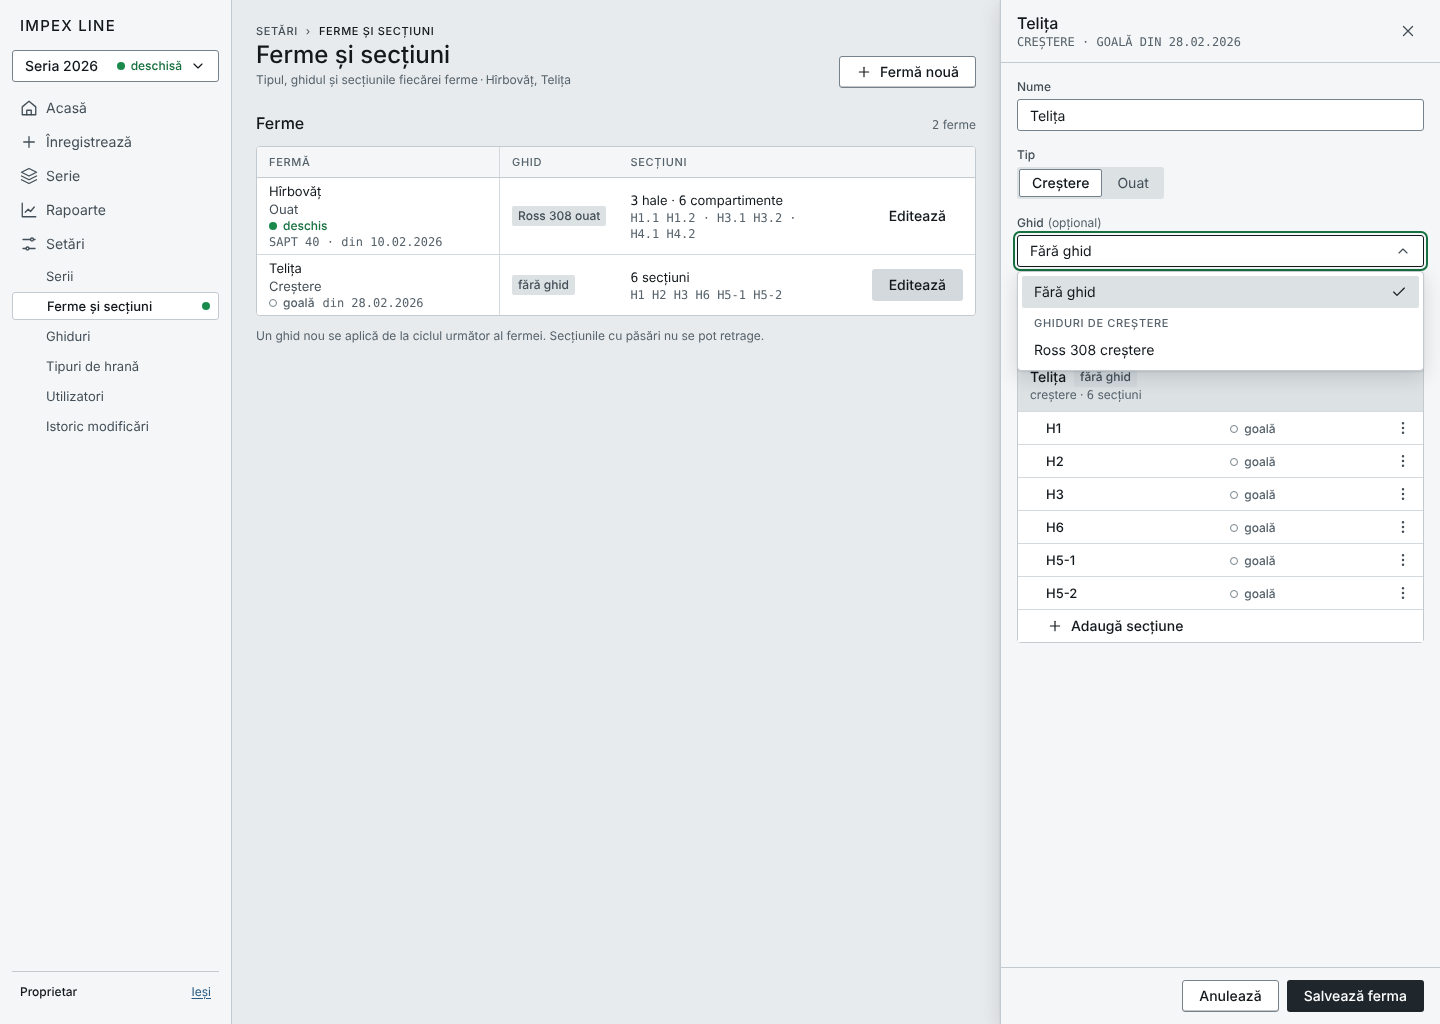 IMPEX LINE
Seria 2026 deschisă
Acasă
Înregistrează
Serie
Rapoarte
Setări
Serii
Ferme și secțiuni
Ghiduri
Tipuri de hrană
Utilizatori
Istoric modificări
Proprietar Ieși
SETĂRI › FERME ȘI SECȚIUNI
Ferme și secțiuni
Tipul, ghidul și secțiunile fiecărei ferme · Hîrbovăț, Telița
Fermă nouă
Ferme
2 ferme
FERMĂ GHID SECȚIUNI
Hîrbovăț
Ouat
deschis
SAPT 40 · din 10.02.2026
Ross 308 ouat
3 hale · 6 compartimente
H1.1 H1.2 · H3.1 H3.2 ·
H4.1 H4.2
Editează
Telița
Creștere
goală din 28.02.2026
fără ghid
6 secțiuni
H1 H2 H3 H6 H5-1 H5-2
Editează
Un ghid nou se aplică de la ciclul următor al fermei. Secțiunile cu păsări nu se pot retrage.
Telița
CREȘTERE · GOALĂ DIN 28.02.2026
Nume
Telița
Tip
Creștere Ouat
Ghid (opțional)
Fără ghid
Fără ghid
GHIDURI DE CREȘTERE
Ross 308 creștere
Telița fără ghid
creștere · 6 secțiuni
H1 goală
H2 goală
H3 goală
H6 goală
H5-1 goală
H5-2 goală
Adaugă secțiune
Anulează Salvează ferma